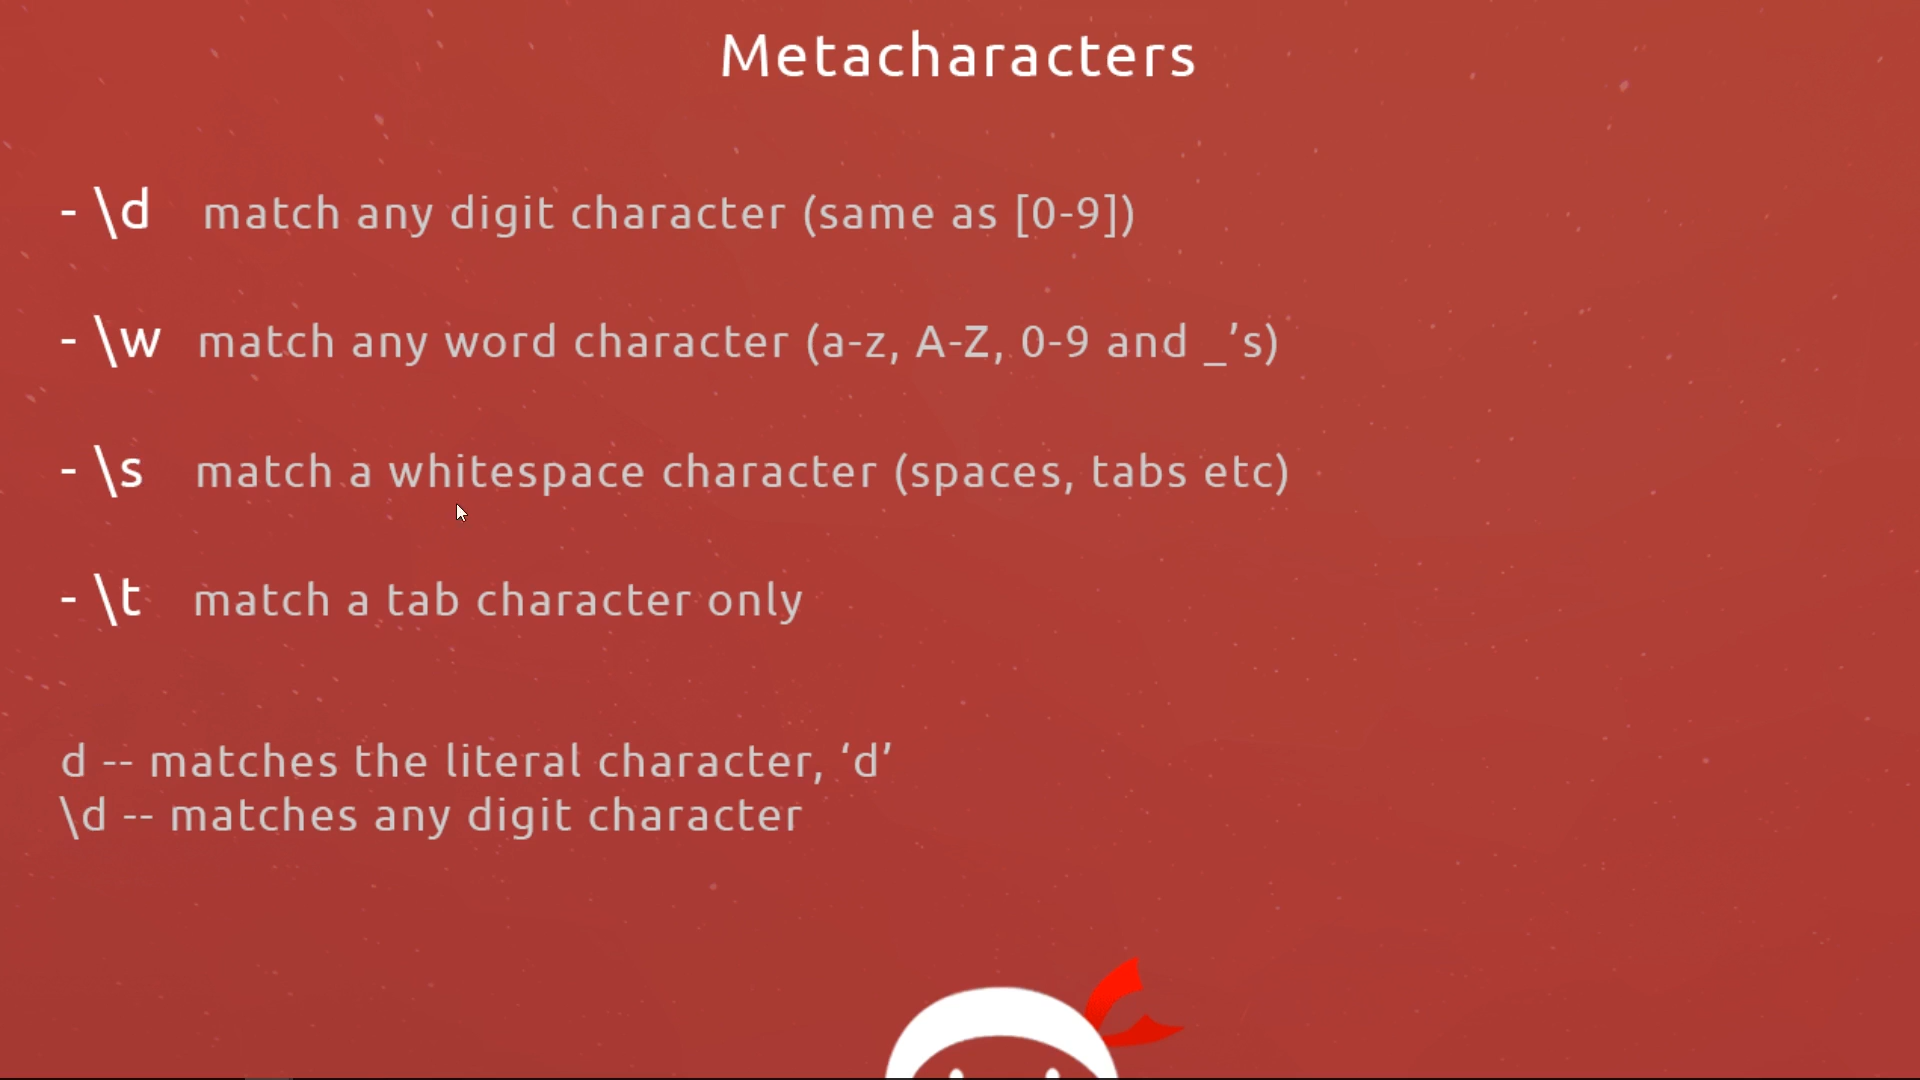 Metacharacters
- \d match any digit character (same as [0-9])
- \w match any word character (a-z, A-Z, 0-9 and _’s)
- \s match a whitespace character (spaces, tabs etc)
- \t match a tab character only
d -- matches the literal character, ‘d’
\d -- matches any digit character